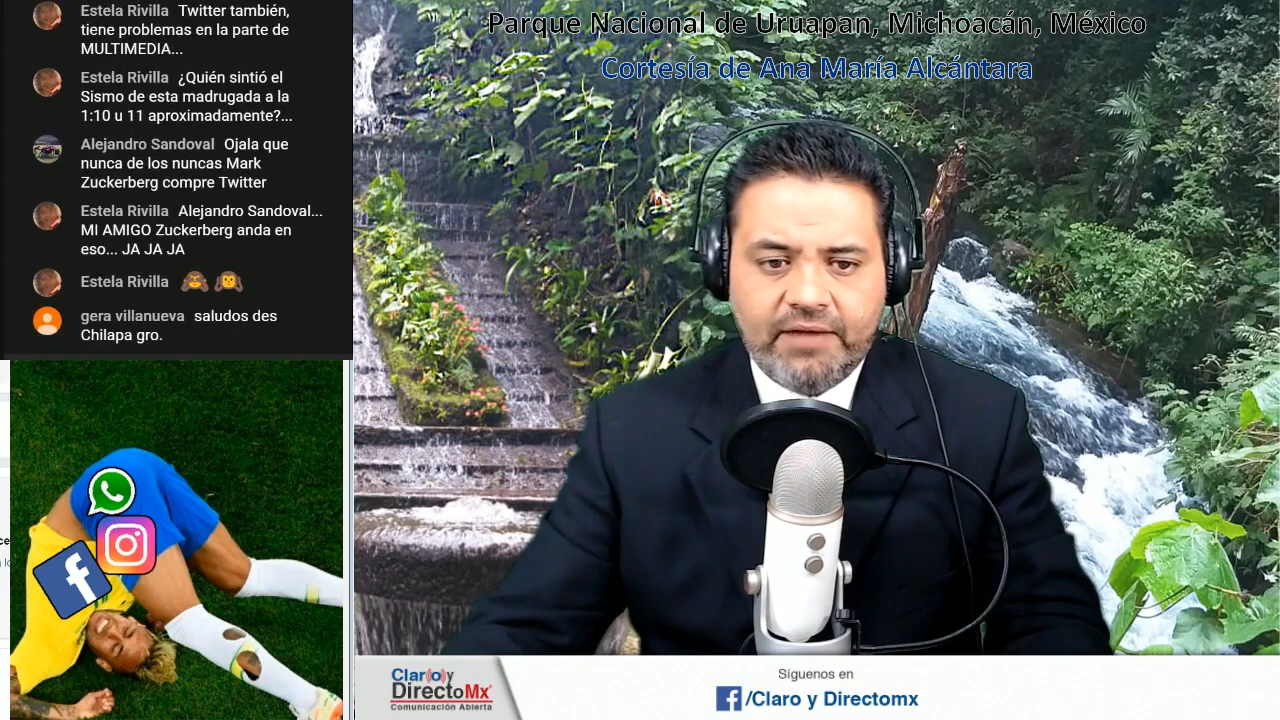 Estela Rivilla Twitter también,
tiene problemas en la parte de
MULTIMEDIA...
Estela Rivilla ¿Quién sintió el
Sismo de esta madrugada a la
1:10 u 11 aproximadamente?...
Alejandro Sandoval Ojala que
nunca de los nuncas Mark
Zuckerberg compre Twitter
Estela Rivilla Alejandro Sandoval...
MI AMIGO Zuckerberg anda en
eso... JA JA JA
Estela Rivilla
gera villanueva saludos des
Chilapa gro.
Parque Nacional de Uruapan, Michoacán, México
Cortesía de Ana María Alcántara
Claroy
DirectoMx
Comunicación Abierta
Síguenos en
/Claro y Directomx